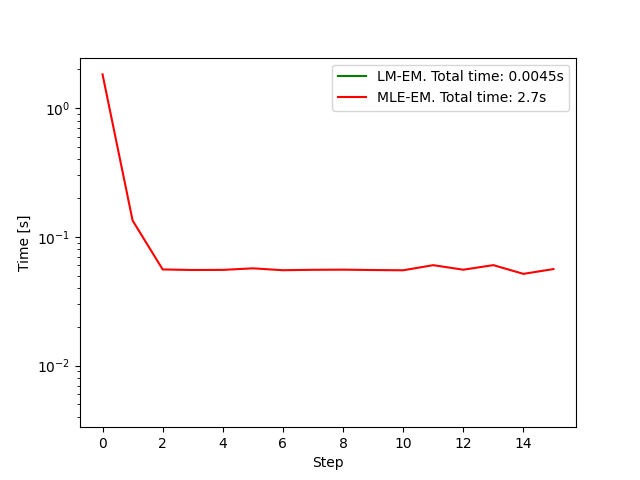 LM-EM. Total time: 0.0045s
MLE-EM. Total time: 2.7s
10⁰
10⁻¹
10⁻²
Time [s]
0 2 4 6 8 10 12 14
Step